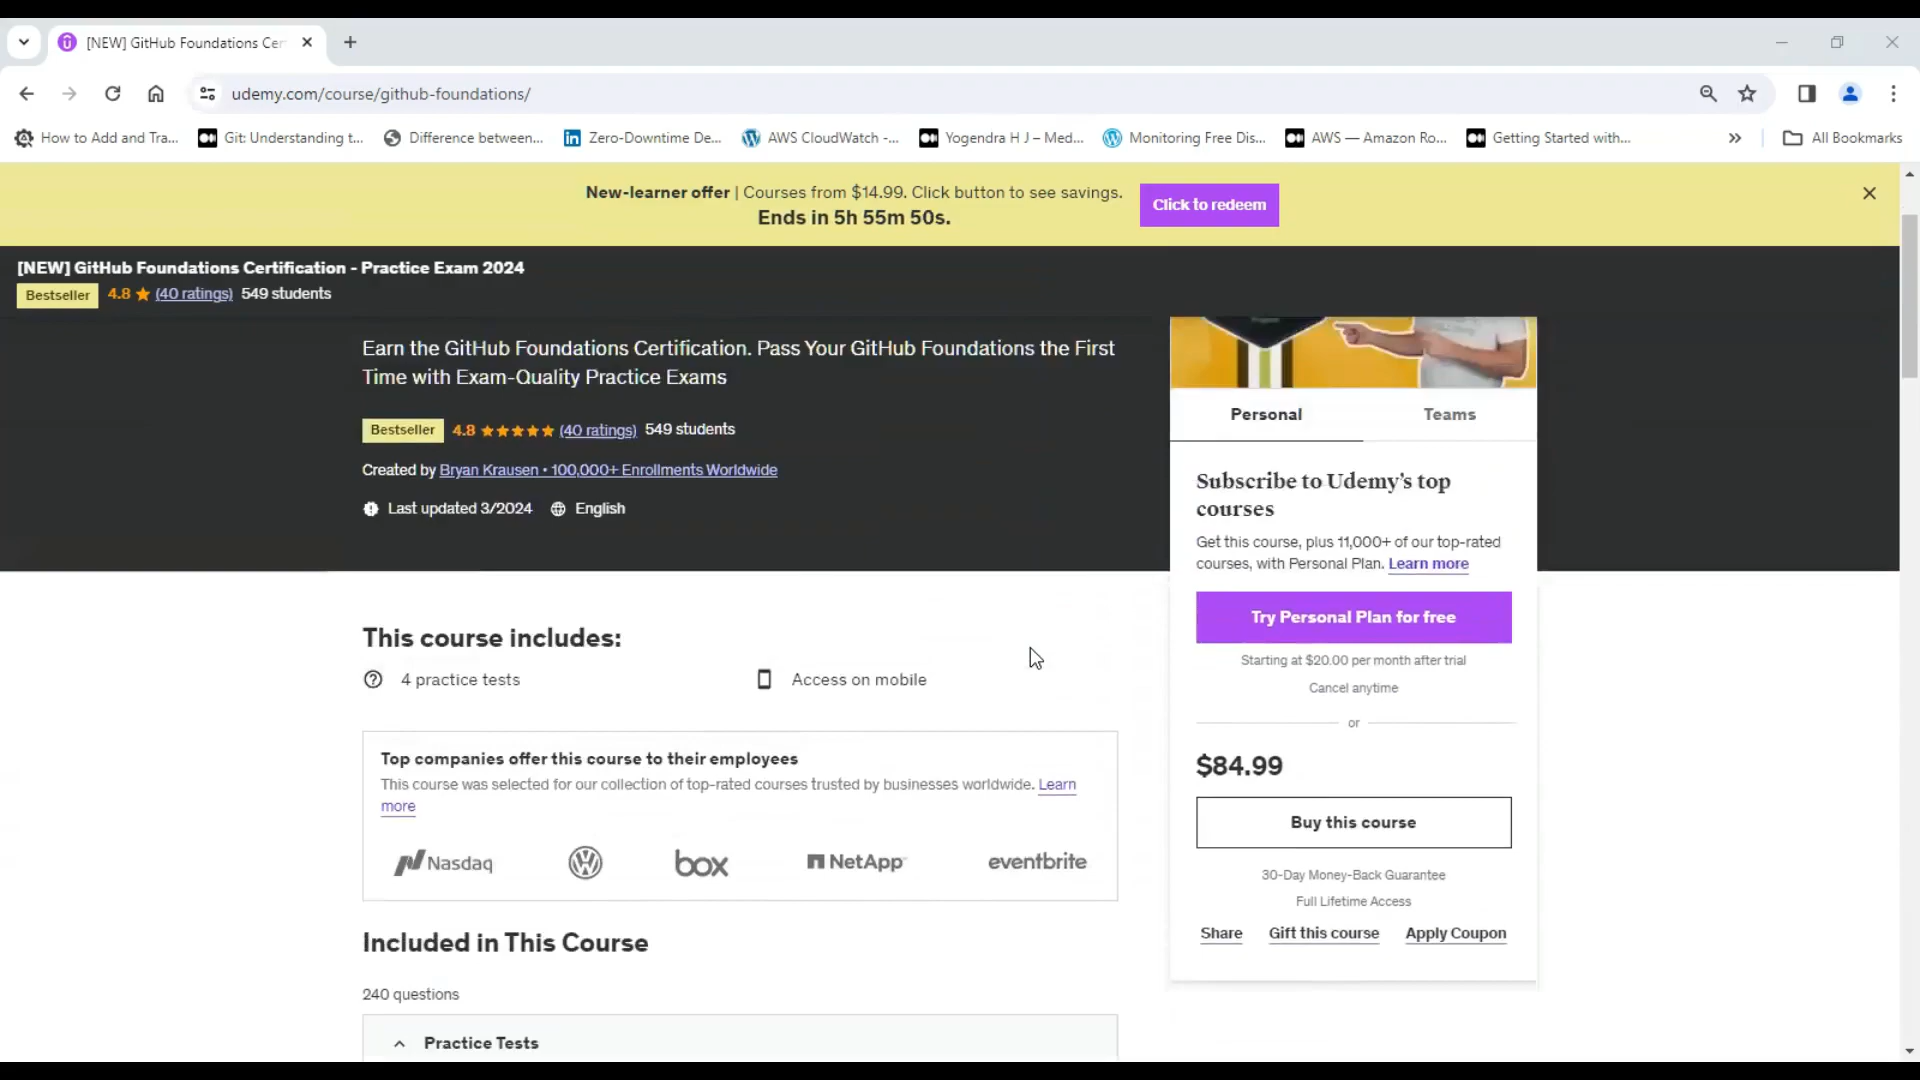 [NEW] GitHub Foundations Cer
udemy.com/course/github-foundations/
How to Add and Tra...
Git: Understanding t...
Difference between...
Zero-Downtime De...
AWS CloudWatch -...
Yogendra H J – Med...
Monitoring Free Dis...
AWS — Amazon Ro...
Getting Started with...
All Bookmarks
New-learner offer | Courses from $14.99. Click button to see savings.
Ends in 5h 55m 50s.
Click to redeem
[NEW] GitHub Foundations Certification - Practice Exam 2024
Bestseller 4.8 (40 ratings) 549 students
Earn the GitHub Foundations Certification. Pass Your GitHub Foundations the First
Time with Exam-Quality Practice Exams
Bestseller 4.8 (40 ratings) 549 students
Created by Bryan Krausen • 100,000+ Enrollments Worldwide
Last updated 3/2024 English
Personal
Teams
Subscribe to Udemy's top
courses
Get this course, plus 11,000+ of our top-rated
courses, with Personal Plan. Learn more
Try Personal Plan for free
Starting at $20.00 per month after trial
Cancel anytime
or
$84.99
Buy this course
30-Day Money-Back Guarantee
Full Lifetime Access
Share
Gift this course
Apply Coupon
This course includes:
4 practice tests
Access on mobile
Top companies offer this course to their employees
This course was selected for our collection of top-rated courses trusted by businesses worldwide. Learn
more
Nasdaq
box
NetApp
eventbrite
Included in This Course
240 questions
Practice Tests